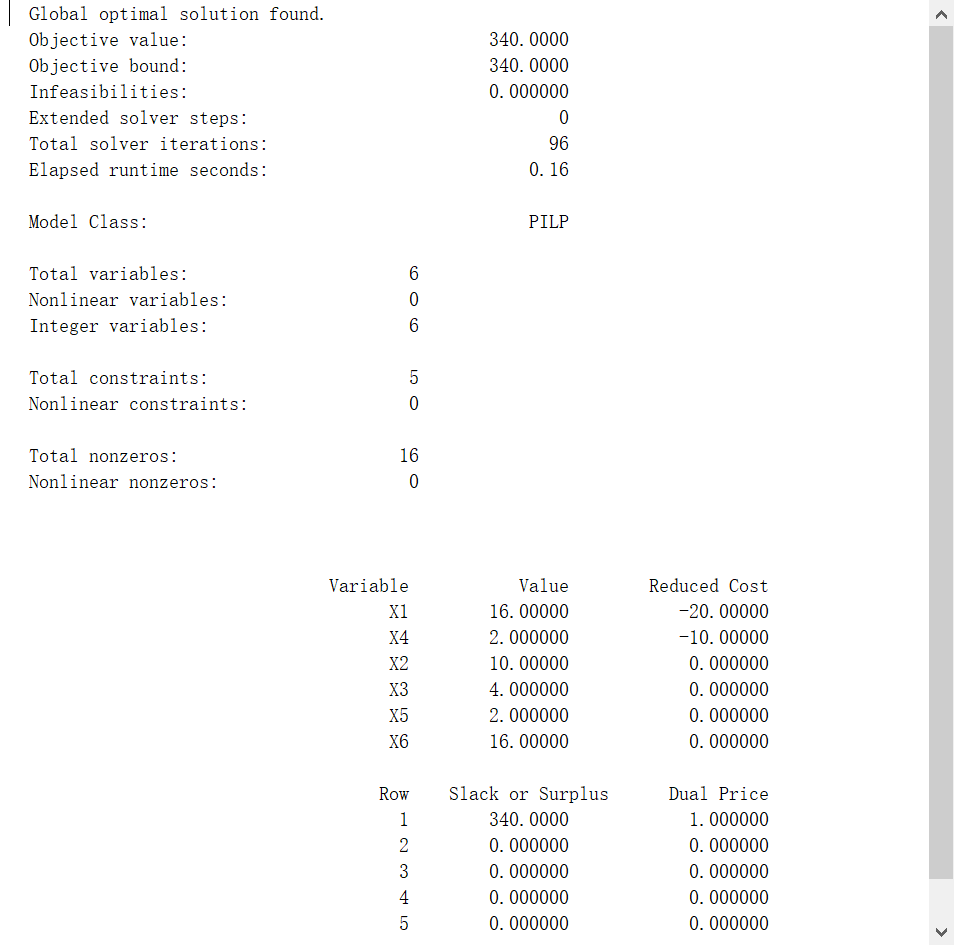 Global optimal solution found.
Objective value: 340.0000
Objective bound: 340.0000
Infeasibilities: 0.000000
Extended solver steps: 0
Total solver iterations: 96
Elapsed runtime seconds: 0.16
Model Class: PILP
Total variables: 6
Nonlinear variables: 0
Integer variables: 6
Total constraints: 5
Nonlinear constraints: 0
Total nonzeros: 16
Nonlinear nonzeros: 0
Variable Value Reduced Cost
X1 16.00000 -20.00000
X4 2.000000 -10.00000
X2 10.00000 0.000000
X3 4.000000 0.000000
X5 2.000000 0.000000
X6 16.00000 0.000000
Row Slack or Surplus Dual Price
1 340.0000 1.000000
2 0.000000 0.000000
3 0.000000 0.000000
4 0.000000 0.000000
5 0.000000 0.000000